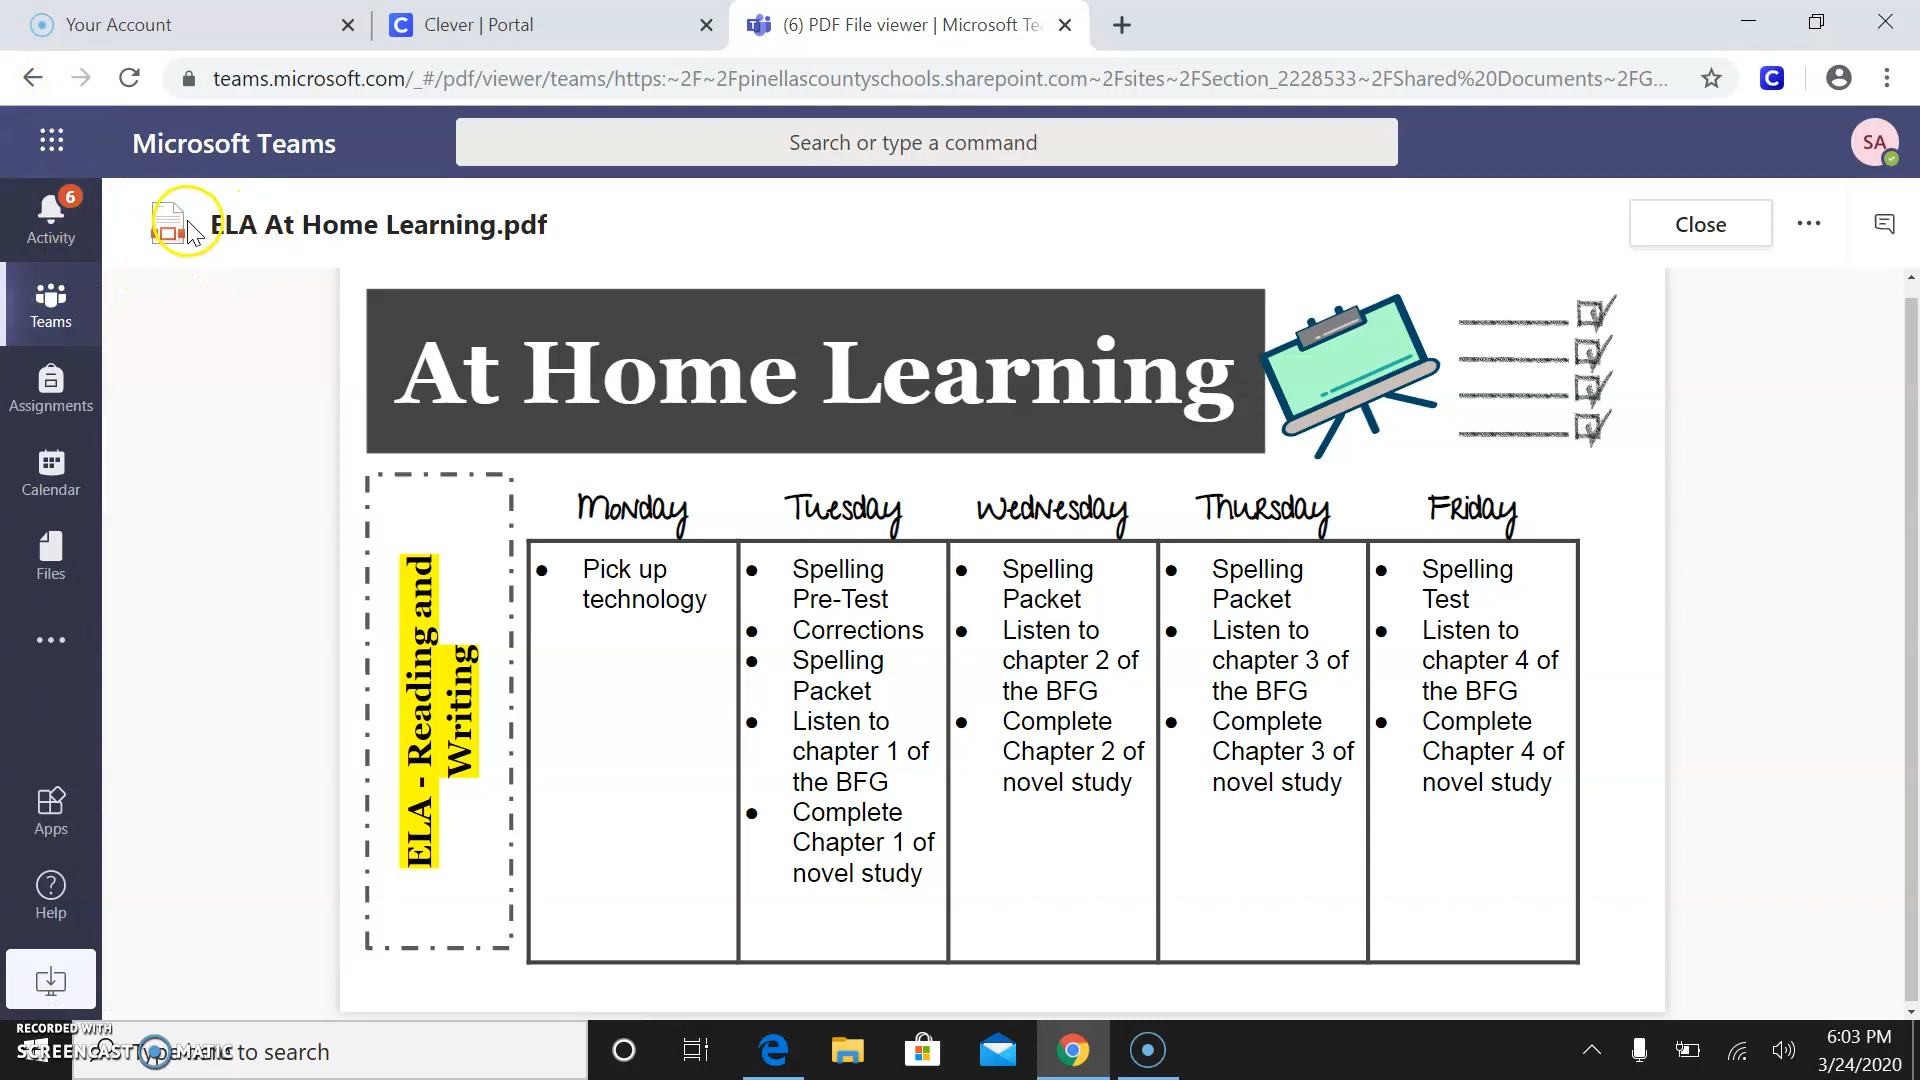 Your Account
Clever | Portal
(6) PDF File viewer | Microsoft Tea
teams.microsoft.com/_#/pdf/viewer/teams/https:~2F~2Fpinellascountyschools.sharepoint.com~2Fsites~2FSection_2228533~2FShared%20Documents~2FG...
Microsoft Teams
Search or type a command
SA
6
Activity
Teams
Assignments
Calendar
Files
Apps
Help
ELA At Home Learning.pdf
Close
At Home Learning
ELA - Reading and
Writing
Monday
Pick up
technology
Tuesday
Spelling
Pre-Test
Corrections
Spelling
Packet
Listen to
chapter 1 of
the BFG
Complete
Chapter 1 of
novel study
Wednesday
Spelling
Packet
Listen to
chapter 2 of
the BFG
Complete
Chapter 2 of
novel study
Thursday
Spelling
Packet
Listen to
chapter 3 of
the BFG
Complete
Chapter 3 of
novel study
Friday
Spelling
Test
Listen to
chapter 4 of
the BFG
Complete
Chapter 4 of
novel study
RECORDED WITH
SCREENCAST MATIC
Type here to search
6:03 PM
3/24/2020